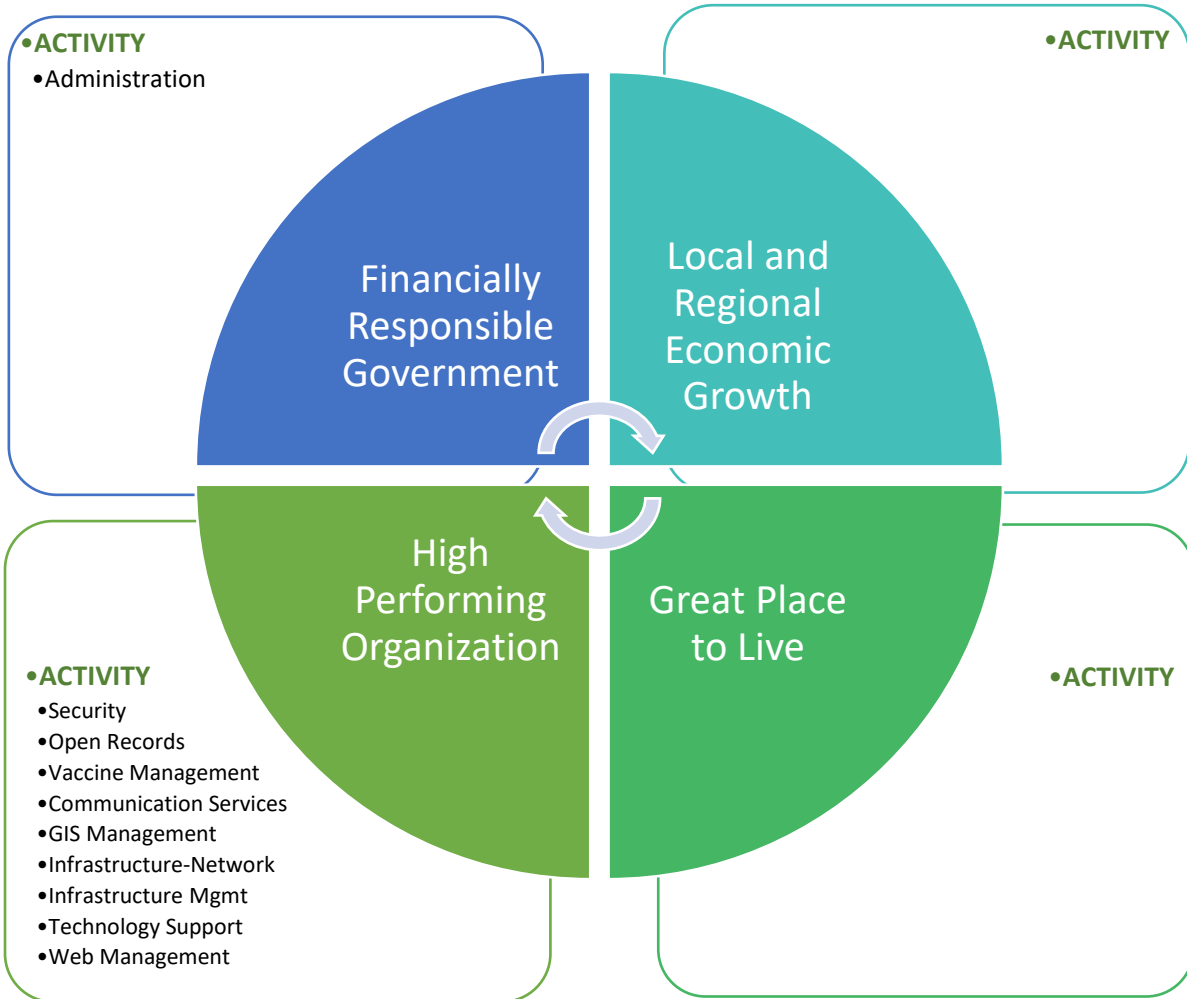 •ACTIVITY
•Administration
•ACTIVITY
Financially
Responsible
Government
Local and
Regional
Economic
Growth
High
Performing
Organization
Great Place
to Live
•ACTIVITY
•Security
•Open Records
•Vaccine Management
•Communication Services
•GIS Management
•Infrastructure-Network
•Infrastructure Mgmt
•Technology Support
•Web Management
•ACTIVITY